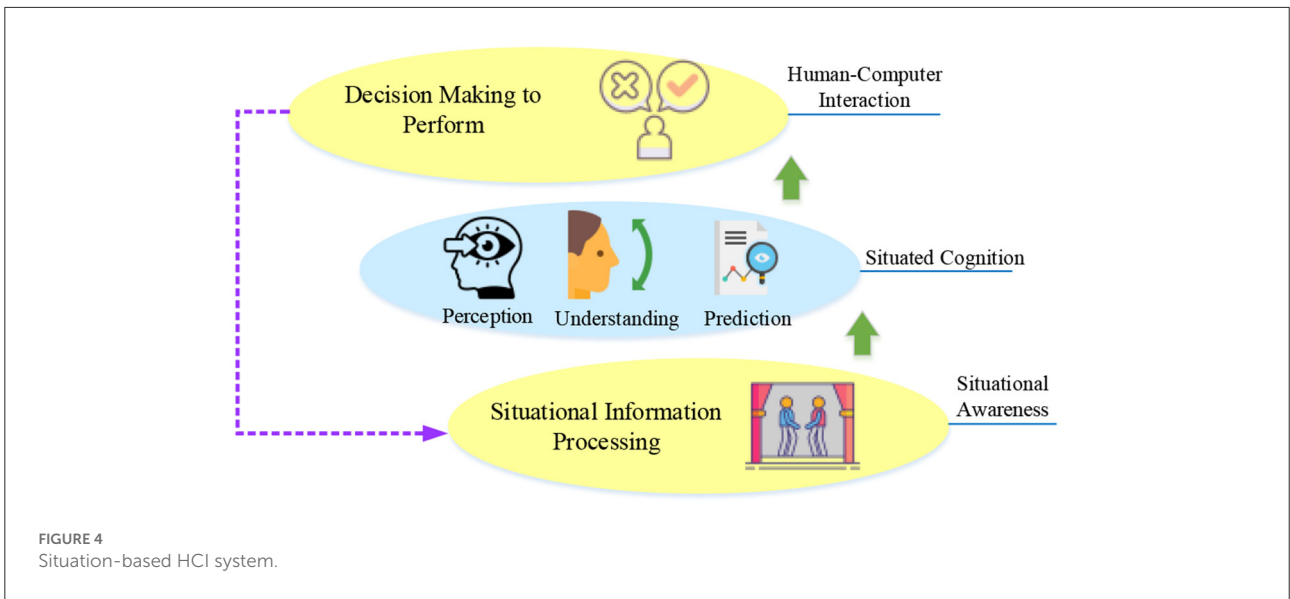 Decision Making to
Perform
Human-Computer
Interaction
Perception
Understanding
Prediction
Situated Cognition
Situational Information
Processing
Situational
Awareness
FIGURE 4
Situation-based HCI system.